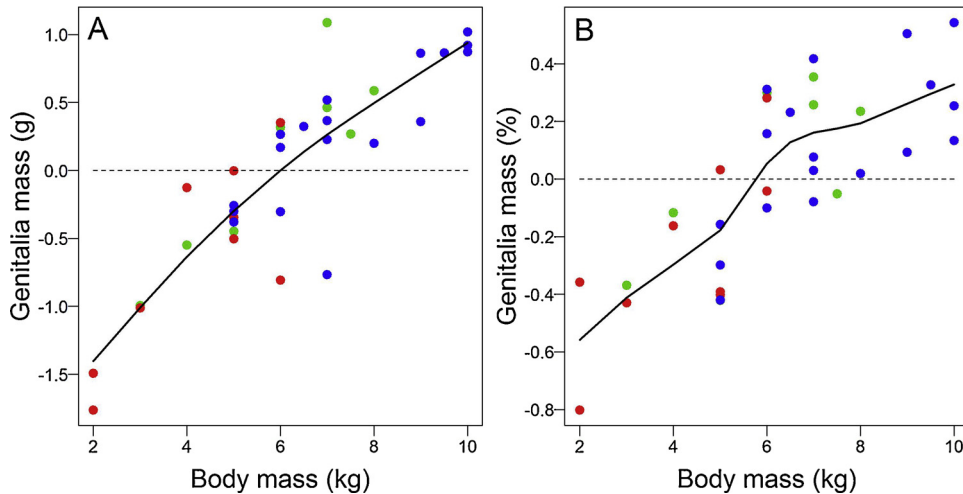 A
Genitalia mass (g)
1.0
0.5
0.0
-0.5
-1.0
-1.5
2 4 6 8 10
Body mass (kg)
B
Genitalia mass (%)
0.4
0.2
0.0
-0.2
-0.4
-0.6
-0.8
2 4 6 8 10
Body mass (kg)